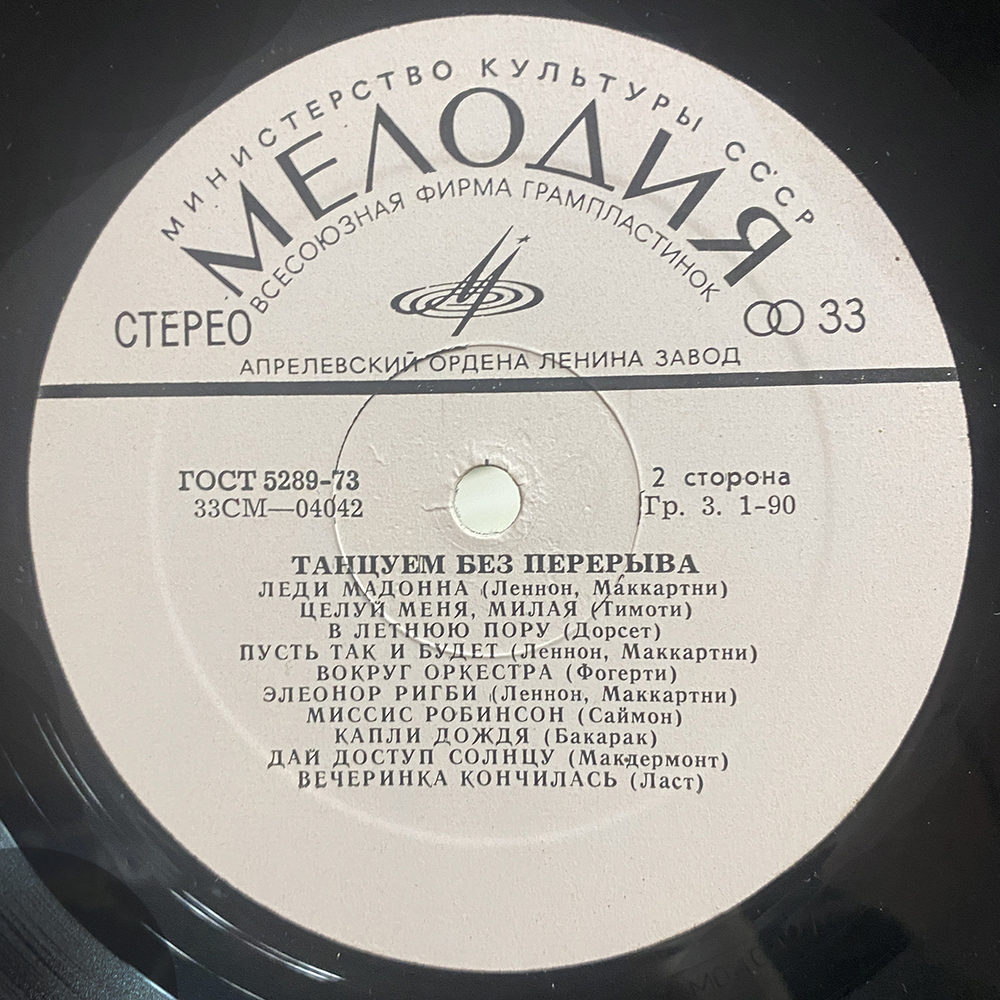 МИНИСТЕРСТВО КУЛЬТУРЫ СССР
МЕЛОДИЯ
ВСЕСОЮЗНАЯ ФИРМА ГРАМПЛАСТИНОК
СТЕРЕО
33
АПРЕЛЕВСКИЙ ОРДЕНА ЛЕНИНА ЗАВОД
ГОСТ 5289-73
2 сторона
33СМ—04042
Гр. 3. 1-90
ТАНЦУЕМ БЕЗ ПЕРЕРЫВА
ЛЕДИ МАДОННА (Леннон, Маккартни)
ЦЕЛУЙ МЕНЯ, МИЛАЯ (Тимоти)
В ЛЕТНЮЮ ПОРУ (Дорсет)
ПУСТЬ ТАК И БУДЕТ (Леннон, Маккартни)
ВОКРУГ ОРКЕСТРА (Фогерти)
ЭЛЕОНОР РИГБИ (Леннон, Маккартни)
МИССИС РОБИНСОН (Саймон)
КАПЛИ ДОЖДЯ (Бакарак)
ДАЙ ДОСТУП СОЛНЦУ (Макдермонт)
ВЕЧЕРИНКА КОНЧИЛАСЬ (Ласт)